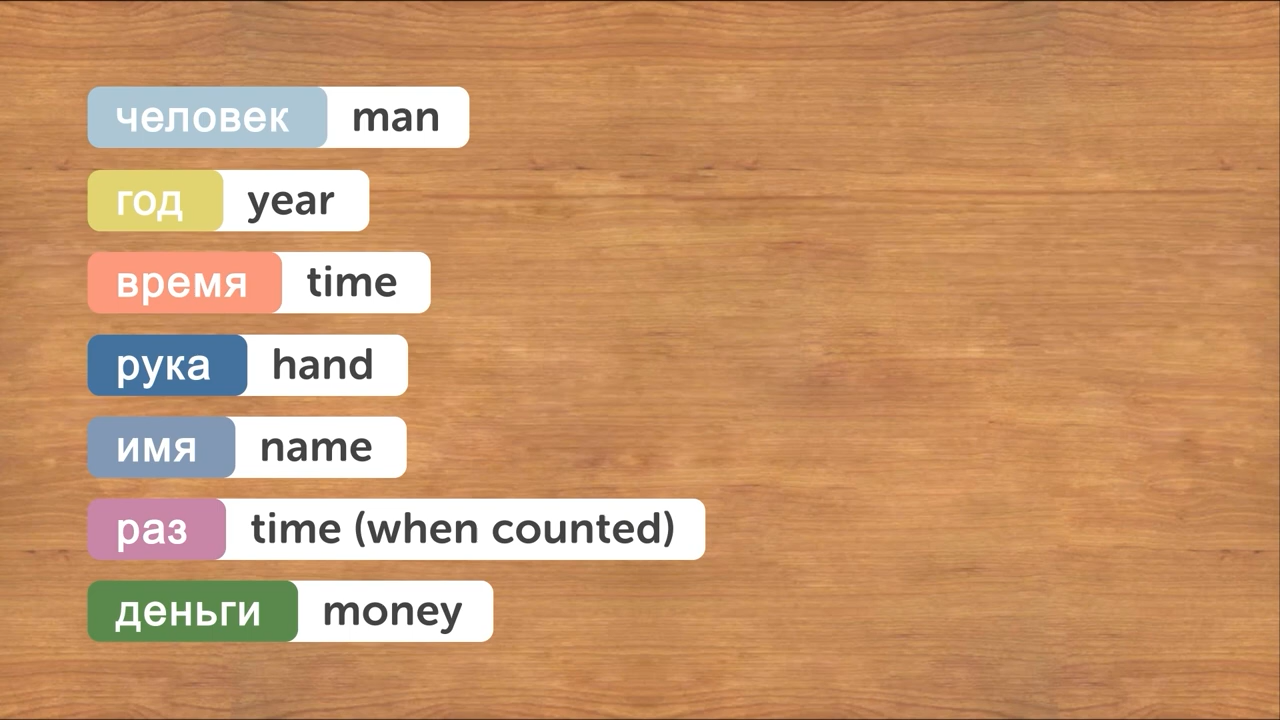 человек man
год year
время time
рука hand
имя name
раз time (when counted)
деньги money